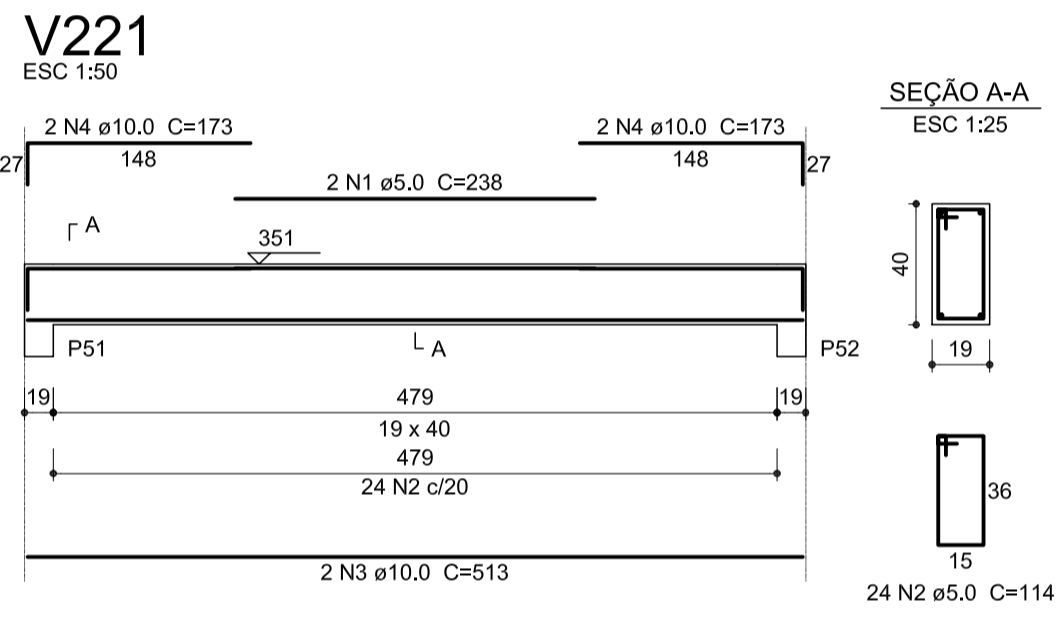 V221
ESC 1:50
SEÇÃO A-A
ESC 1:25
2 N4 ø10.0 C=173
2 N4 ø10.0 C=173
27
148
148
27
2 N1 ø5.0 C=238
A
351
40
P51
A
P52
19
19
479
19
19 x 40
479
24 N2 c/20
36
15
2 N3 ø10.0 C=513
24 N2 ø5.0 C=114